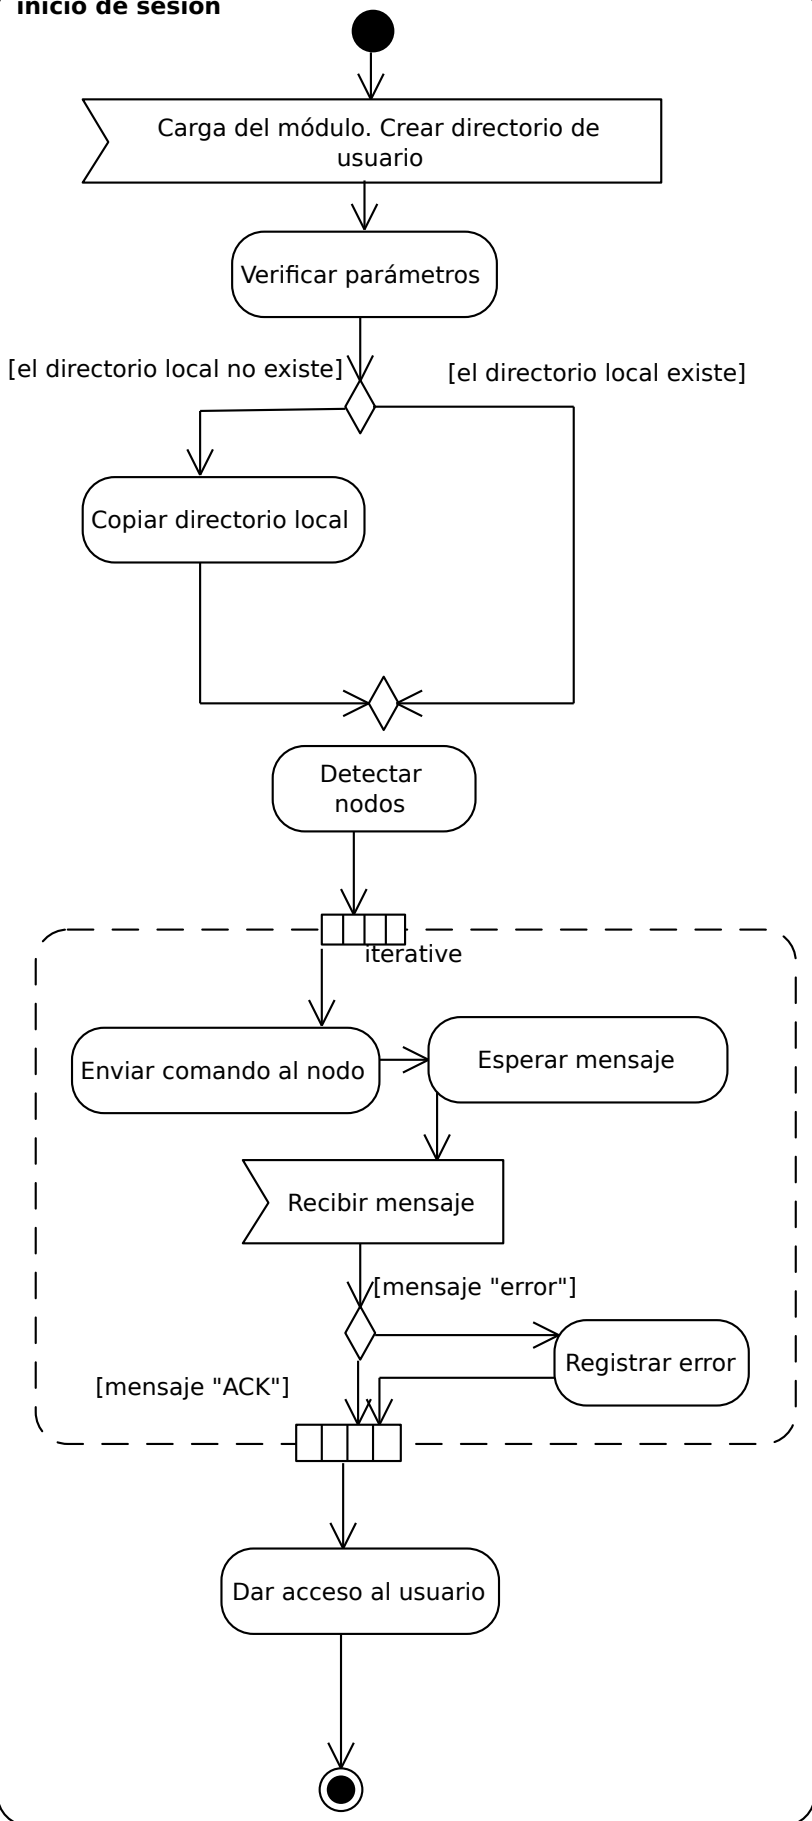 inicio de sesión
Carga del módulo. Crear directorio de
usuario
Verificar parámetros
[el directorio local no existe]
[el directorio local existe]
Copiar directorio local
Detectar
nodos
iterative
Enviar comando al nodo
Esperar mensaje
Recibir mensaje
[mensaje "error"]
Registrar error
[mensaje "ACK"]
Dar acceso al usuario